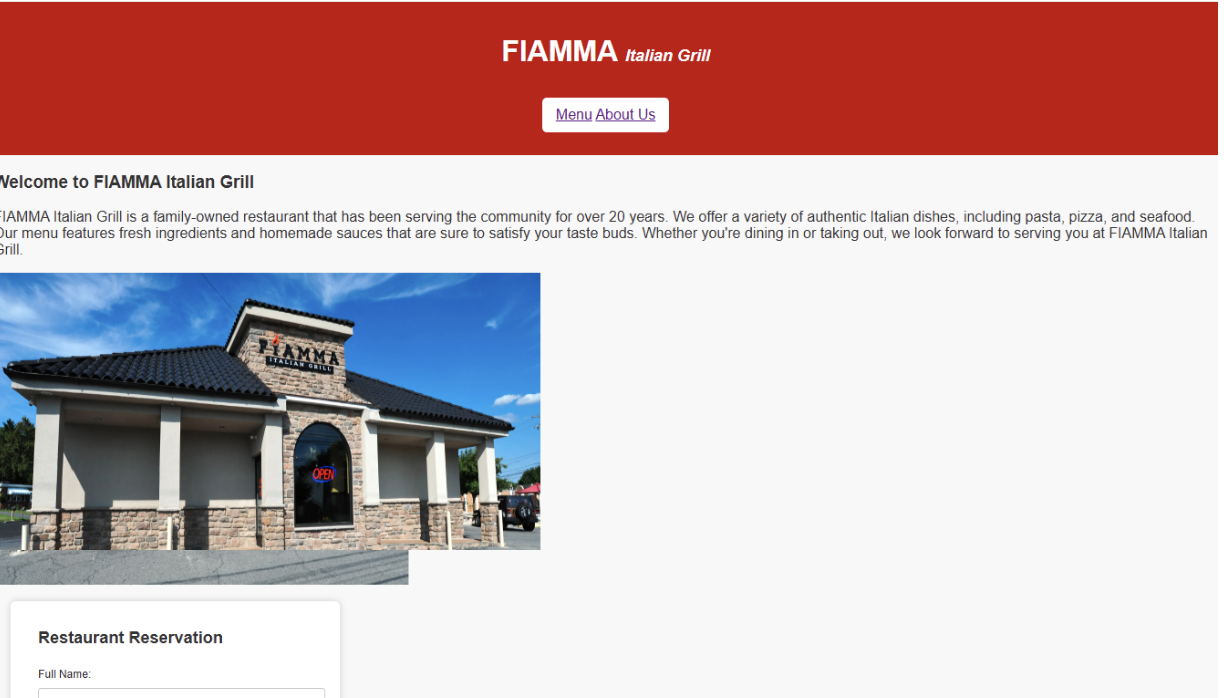 FIAMMA Italian Grill
Menu About Us
Welcome to FIAMMA Italian Grill
FIAMMA Italian Grill is a family-owned restaurant that has been serving the community for over 20 years. We offer a variety of authentic Italian dishes, including pasta, pizza, and seafood.
Our menu features fresh ingredients and homemade sauces that are sure to satisfy your taste buds. Whether you're dining in or taking out, we look forward to serving you at FIAMMA Italian
Grill.
FIAMMA
ITALIAN GRILL
OPEN
Restaurant Reservation
Full Name: